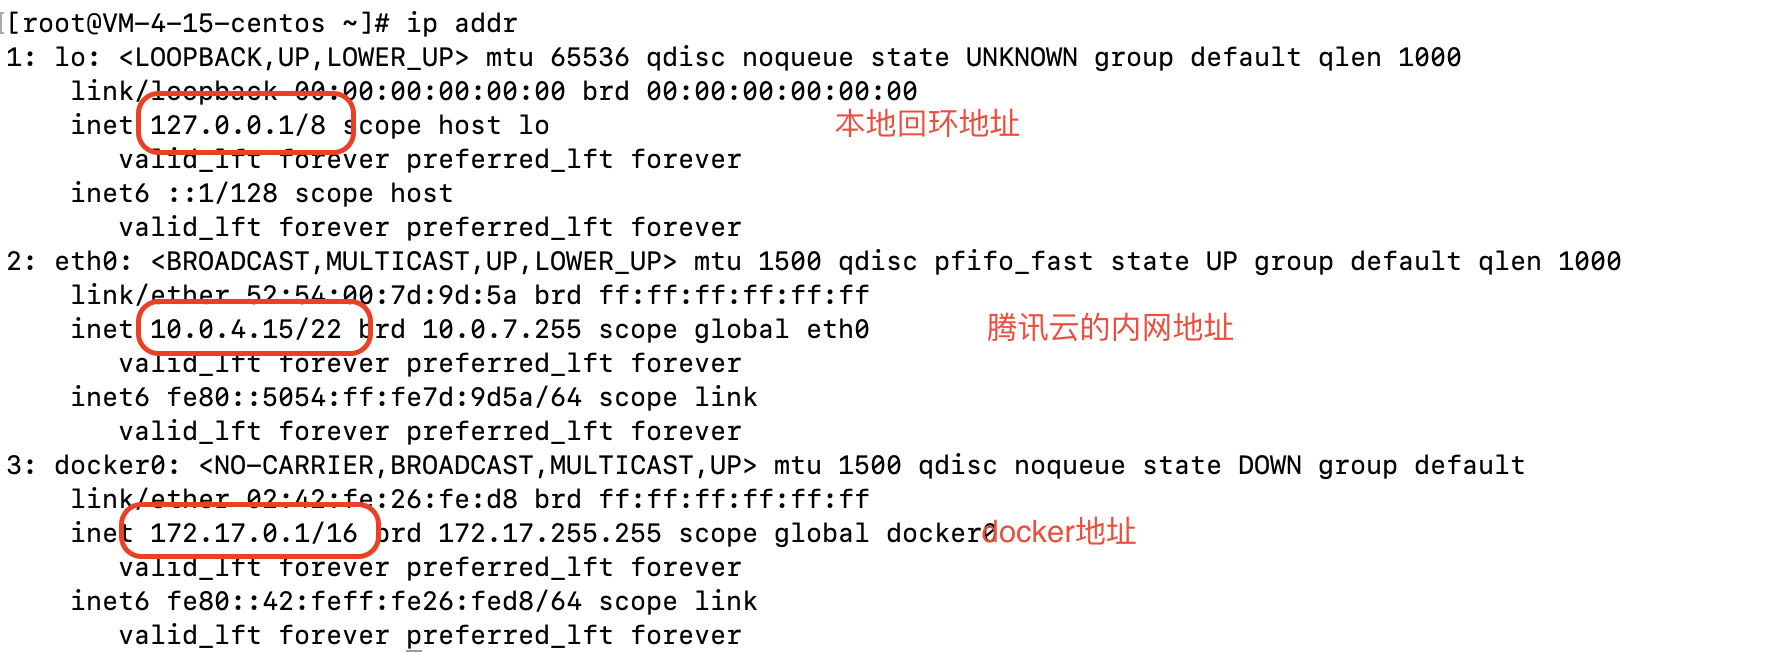 [[root@VM-4-15-centos ~]# ip addr
1: lo: <LOOPBACK,UP,LOWER_UP> mtu 65536 qdisc noqueue state UNKNOWN group default qlen 1000
    link/loopback 00:00:00:00:00:00 brd 00:00:00:00:00:00
    inet 127.0.0.1/8 scope host lo 本地回环地址
       valid_lft forever preferred_lft forever
    inet6 ::1/128 scope host
       valid_lft forever preferred_lft forever
2: eth0: <BROADCAST,MULTICAST,UP,LOWER_UP> mtu 1500 qdisc pfifo_fast state UP group default qlen 1000
    link/ether 52:54:00:7d:9d:5a brd ff:ff:ff:ff:ff:ff
    inet 10.0.4.15/22 brd 10.0.7.255 scope global eth0 腾讯云的内网地址
       valid_lft forever preferred_lft forever
    inet6 fe80::5054:ff:fe7d:9d5a/64 scope link
       valid_lft forever preferred_lft forever
3: docker0: <NO-CARRIER,BROADCAST,MULTICAST,UP> mtu 1500 qdisc noqueue state DOWN group default
    link/ether 02:42:fe:26:fe:d8 brd ff:ff:ff:ff:ff:ff
    inet 172.17.0.1/16 brd 172.17.255.255 scope global docker0 docker地址
       valid_lft forever preferred_lft forever
    inet6 fe80::42:feff:fe26:fed8/64 scope link
       valid_lft forever preferred_lft forever